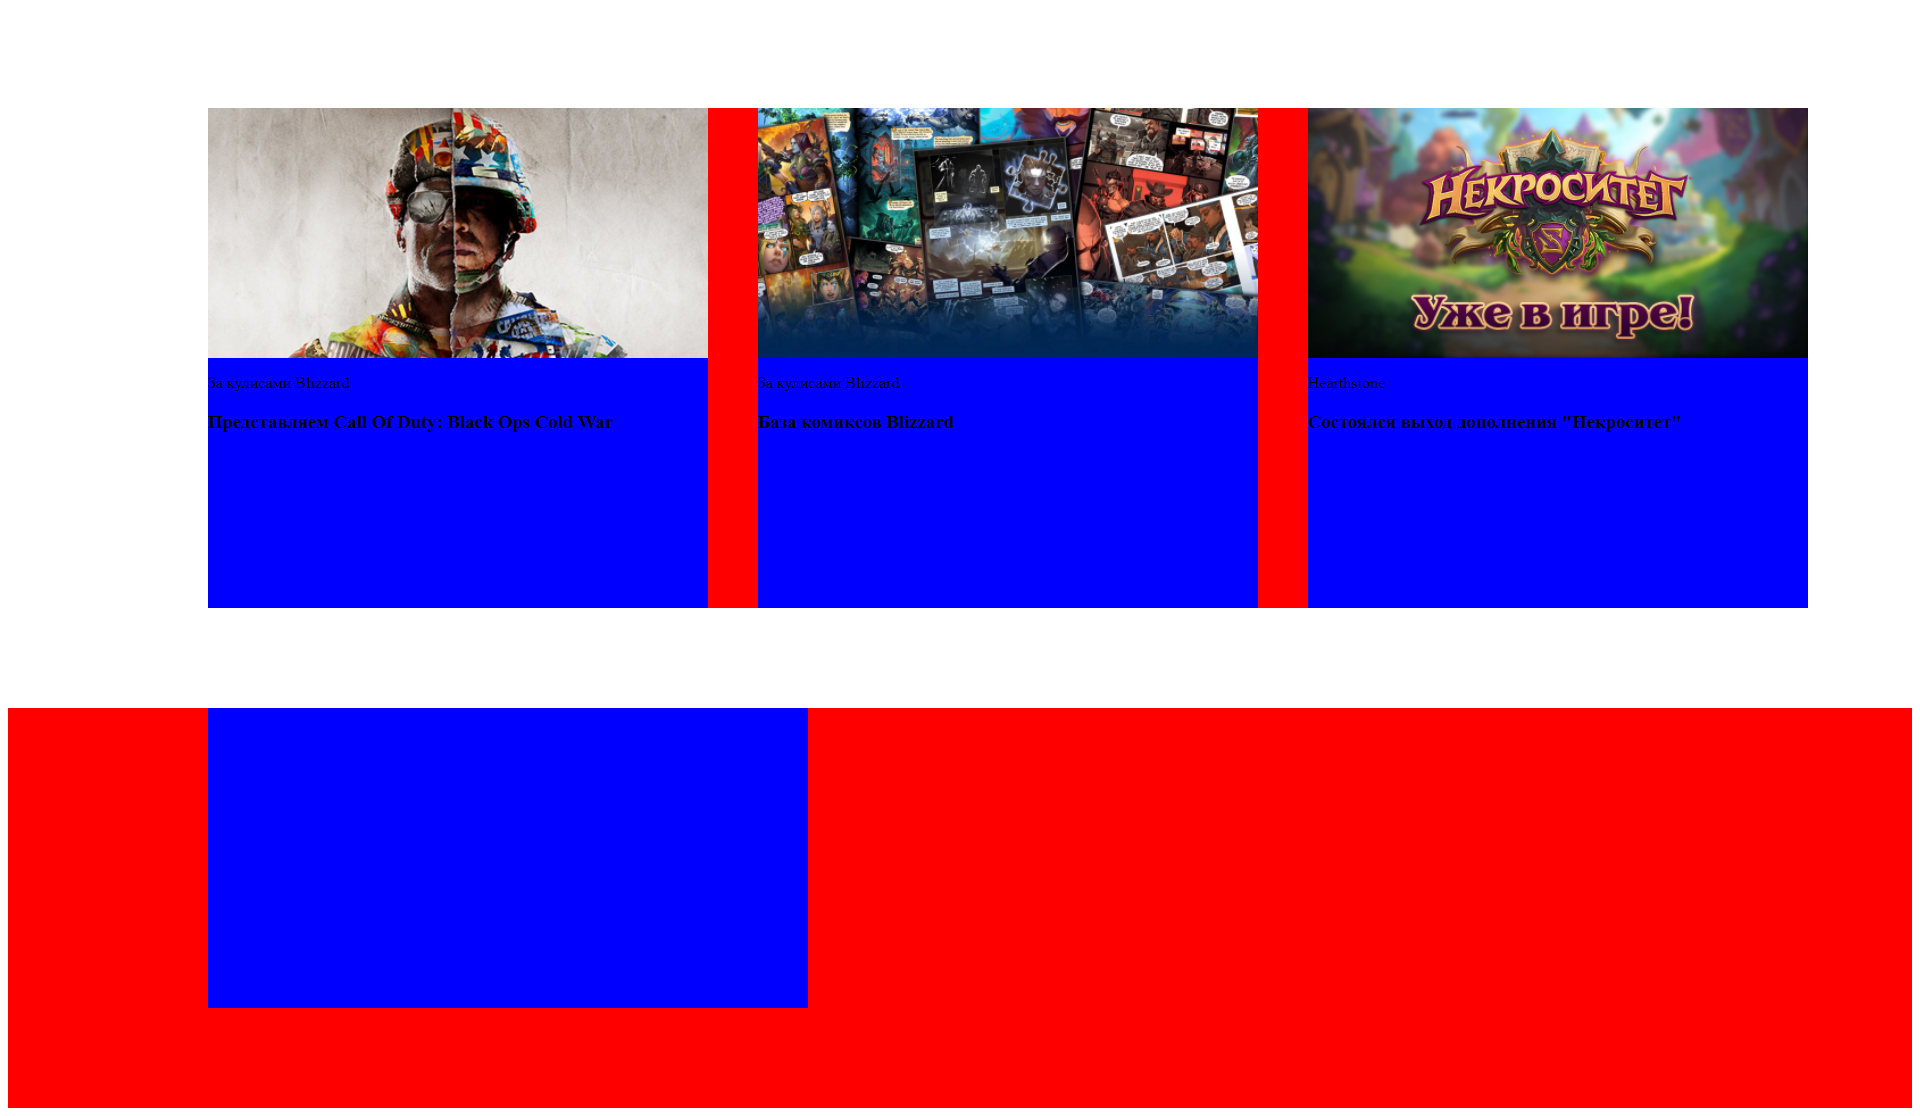 НЕКРОСИТЕТ
Уже в игре!
За кулисами Blizzard
Представляем Call Of Duty: Black Ops Cold War
За кулисами Blizzard
База комиксов Blizzard
Hearthstone
Состоялся выход дополнения "Некроситет"